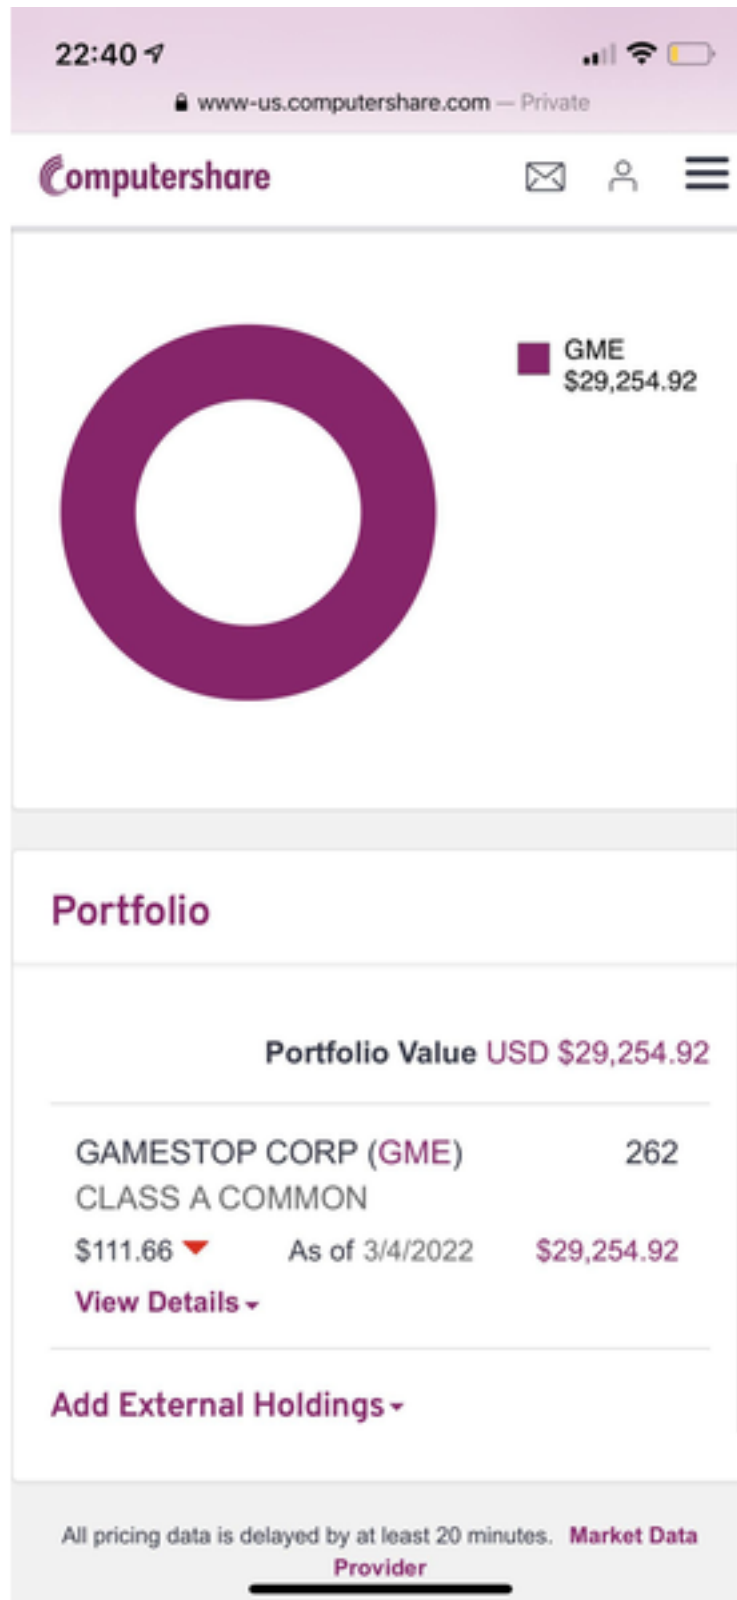 22:40
www-us.computershare.com — Private
Computershare
GME
$29,254.92
Portfolio
Portfolio Value USD $29,254.92
GAMESTOP CORP (GME) 262
CLASS A COMMON
$111.66 As of 3/4/2022 $29,254.92
View Details
Add External Holdings
All pricing data is delayed by at least 20 minutes. Market Data
Provider